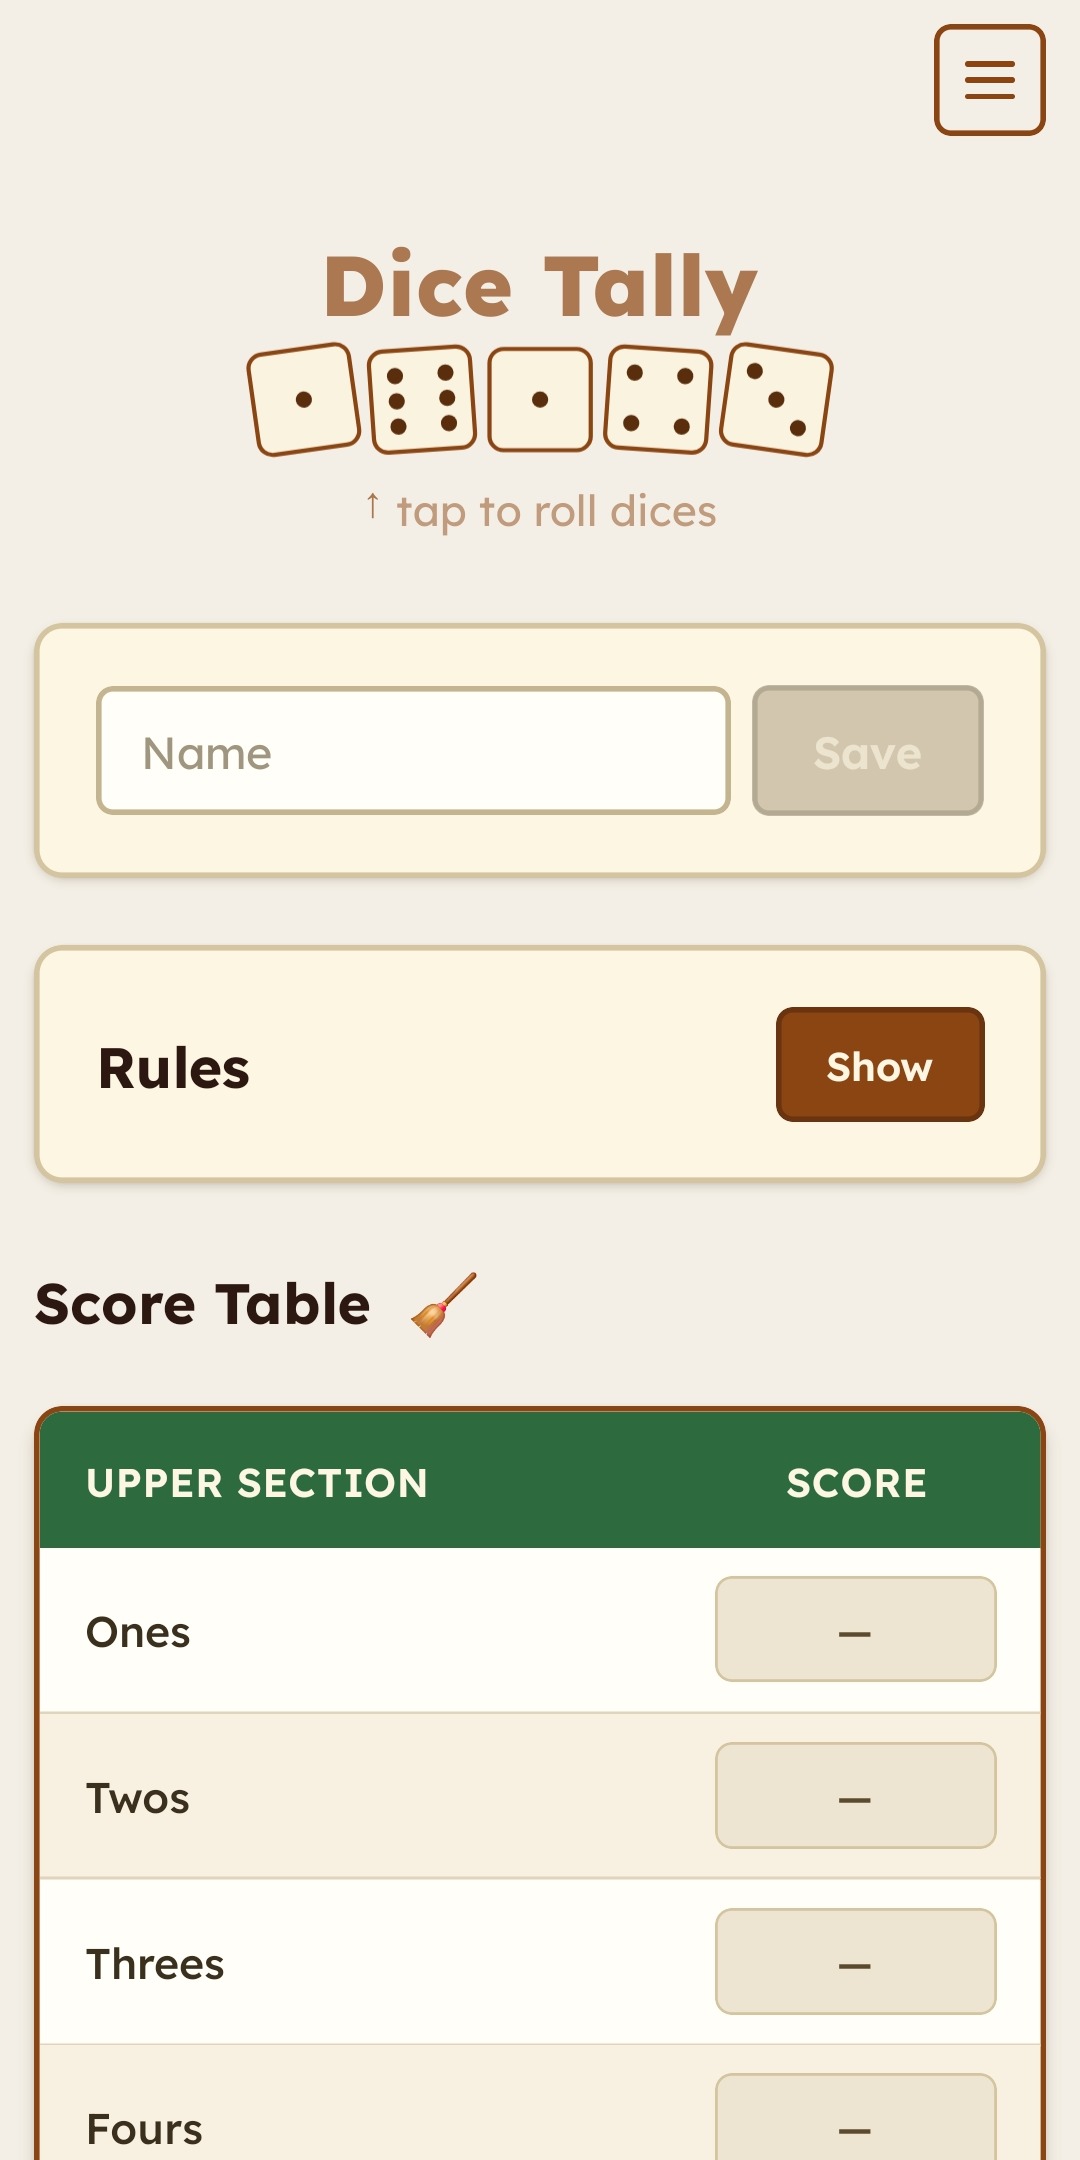 Dice Tally
↑ tap to roll dices
Name
Save
Rules
Show
Score Table
UPPER SECTION SCORE
Ones –
Twos –
Threes –
Fours –